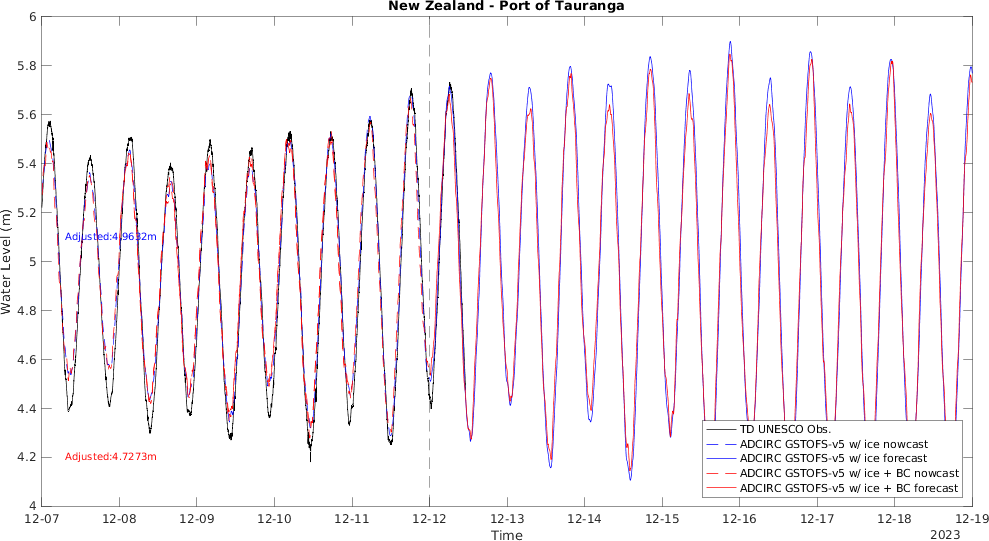 New Zealand - Port of Tauranga
6
5.8
5.6
5.4
5.2
5
4.8
4.6
4.4
4.2
4
Water Level (m)
Adjusted:4.9632m
Adjusted:4.7273m
TD UNESCO Obs.
ADCIRC GSTOFS-v5 w/ ice nowcast
ADCIRC GSTOFS-v5 w/ ice forecast
ADCIRC GSTOFS-v5 w/ ice + BC nowcast
ADCIRC GSTOFS-v5 w/ ice + BC forecast
12-07 12-08 12-09 12-10 12-11 12-12 12-13 12-14 12-15 12-16 12-17 12-18 12-19
Time
2023